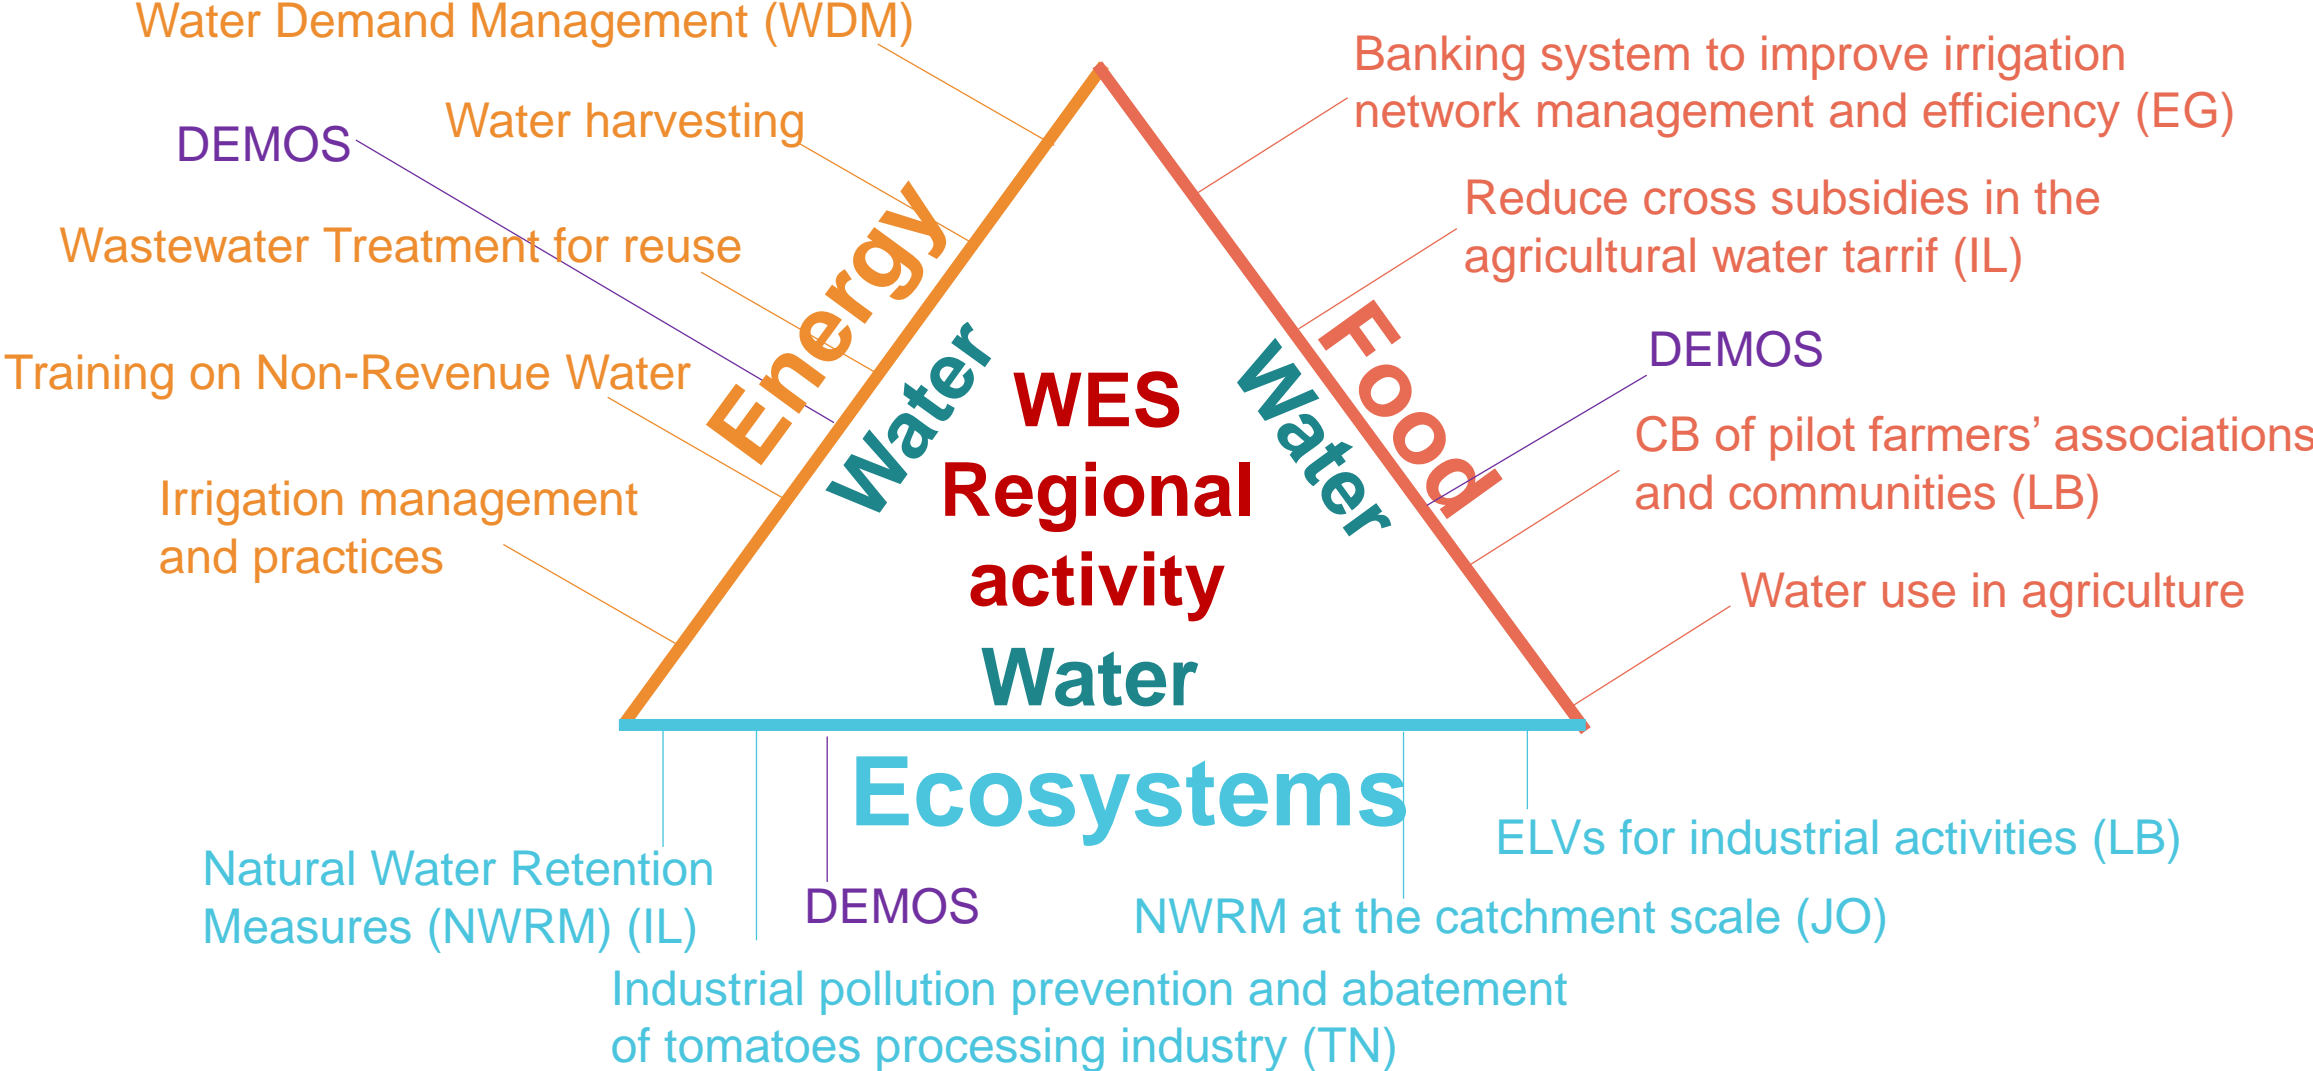 Water Demand Management (WDM)
Water harvesting
DEMOS
Wastewater Treatment for reuse
Training on Non-Revenue Water
Irrigation management
and practices
Energy
Water
WES
Regional
activity
Water
Water
Food
Banking system to improve irrigation
network management and efficiency (EG)
Reduce cross subsidies in the
agricultural water tarrif (IL)
DEMOS
CB of pilot farmers’ associations
and communities (LB)
Water use in agriculture
Ecosystems
Natural Water Retention
Measures (NWRM) (IL)
DEMOS
ELVs for industrial activities (LB)
NWRM at the catchment scale (JO)
Industrial pollution prevention and abatement
of tomatoes processing industry (TN)